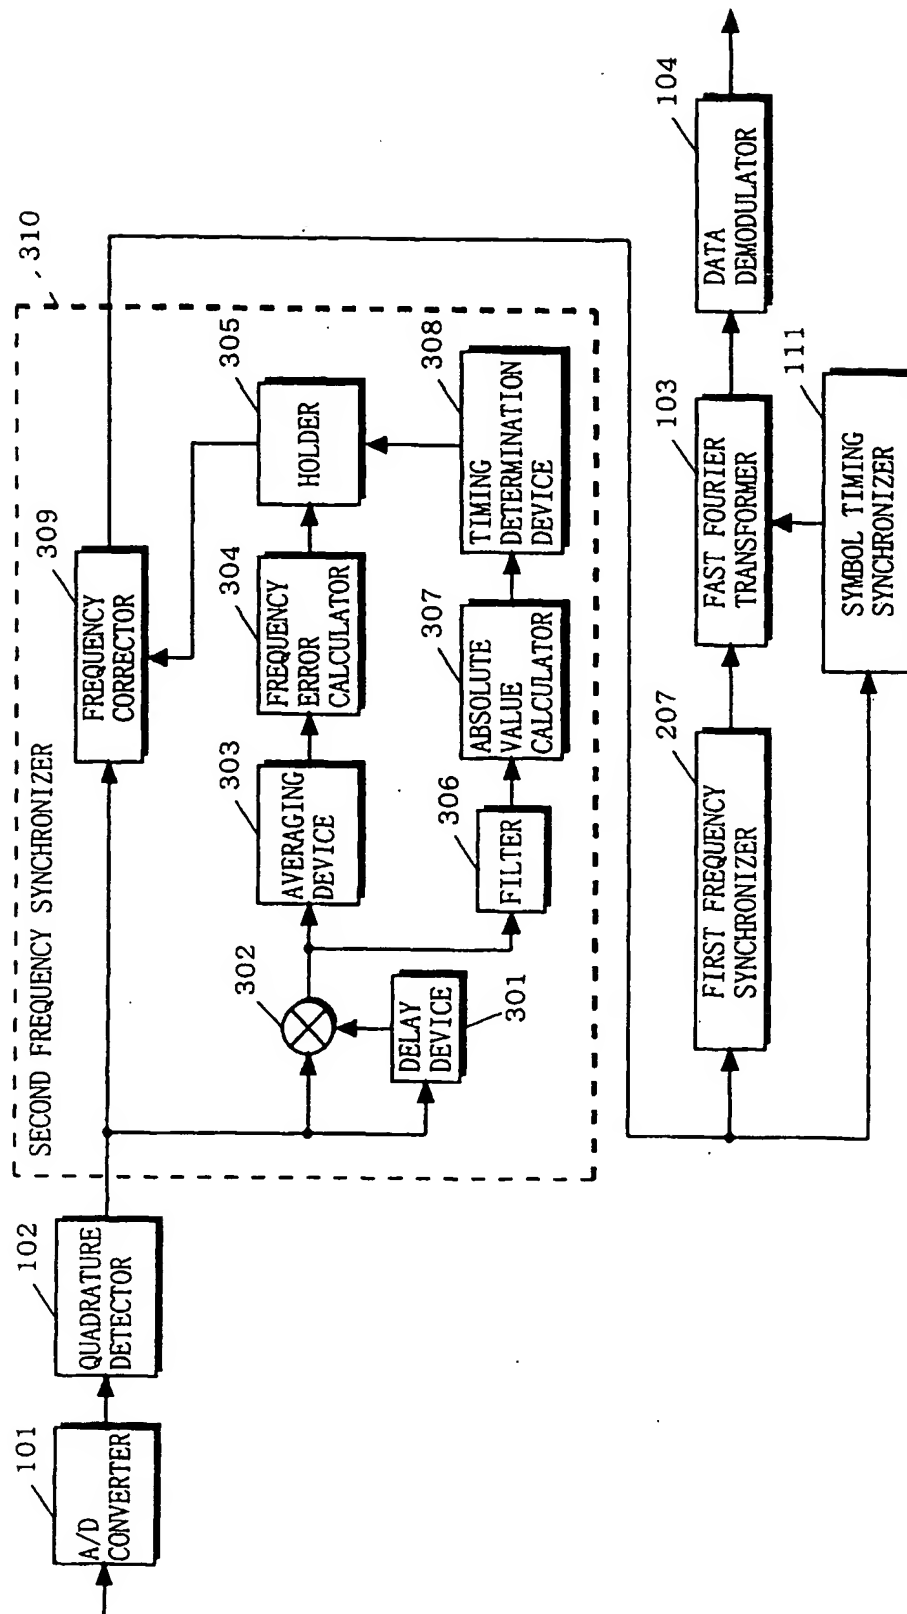 101
A/D
CONVERTER
102
QUADRATURE
DETECTOR
SECOND FREQUENCY SYNCHRONIZER
310
309
FREQUENCY
CORRECTOR
302
301
DELAY
DEVICE
303
AVERAGING
DEVICE
304
FREQUENCY
ERROR
CALCULATOR
305
HOLDER
306
FILTER
307
ABSOLUTE
VALUE
CALCULATOR
308
TIMING
DETERMINATION
DEVICE
207
FIRST FREQUENCY
SYNCHRONIZER
103
FAST FOURIER
TRANSFORMER
104
DATA
DEMODULATOR
111
SYMBOL TIMING
SYNCHRONIZER